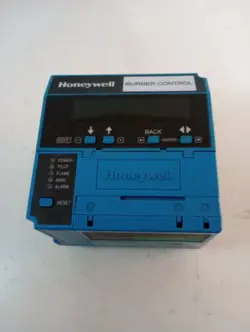 Honeywell
BURNER CONTROL
BACK
POWER
PILOT
FLAME
MAIN
ALARM
RESET
Honeywell